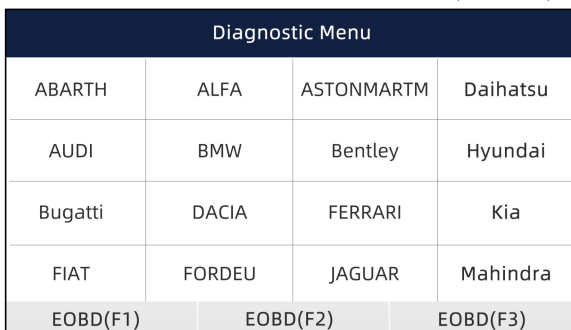 Diagnostic Menu
ABARTH ALFA ASTONMARTM Daihatsu
AUDI BMW Bentley Hyundai
Bugatti DACIA FERRARI Kia
FIAT FORDEU JAGUAR Mahindra
EOBD(F1) EOBD(F2) EOBD(F3)